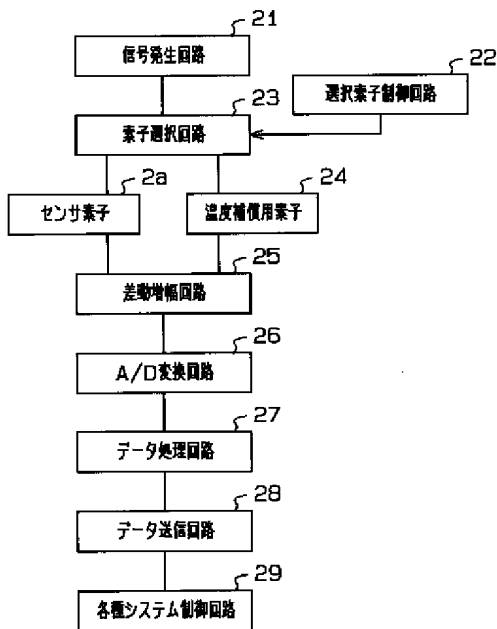 21
信号発生回路
22
選択素子制御回路
23
素子選択回路
2a
センサ素子
24
温度補償用素子
25
差動増幅回路
26
A/D変換回路
27
データ処理回路
28
データ送信回路
29
各種システム制御回路